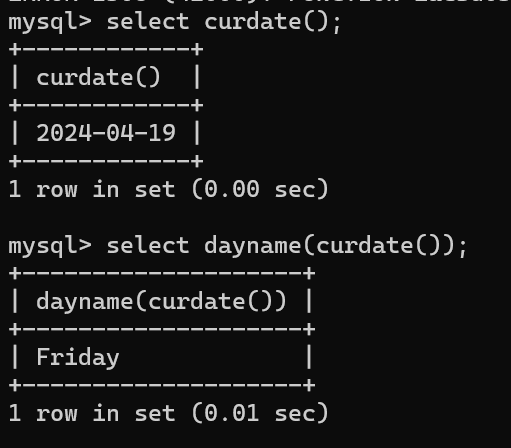 mysql> select curdate();
+------------+
| curdate()  |
+------------+
| 2024-04-19 |
+------------+
1 row in set (0.00 sec)

mysql> select dayname(curdate());
+--------------------+
| dayname(curdate()) |
+--------------------+
| Friday             |
+--------------------+
1 row in set (0.01 sec)